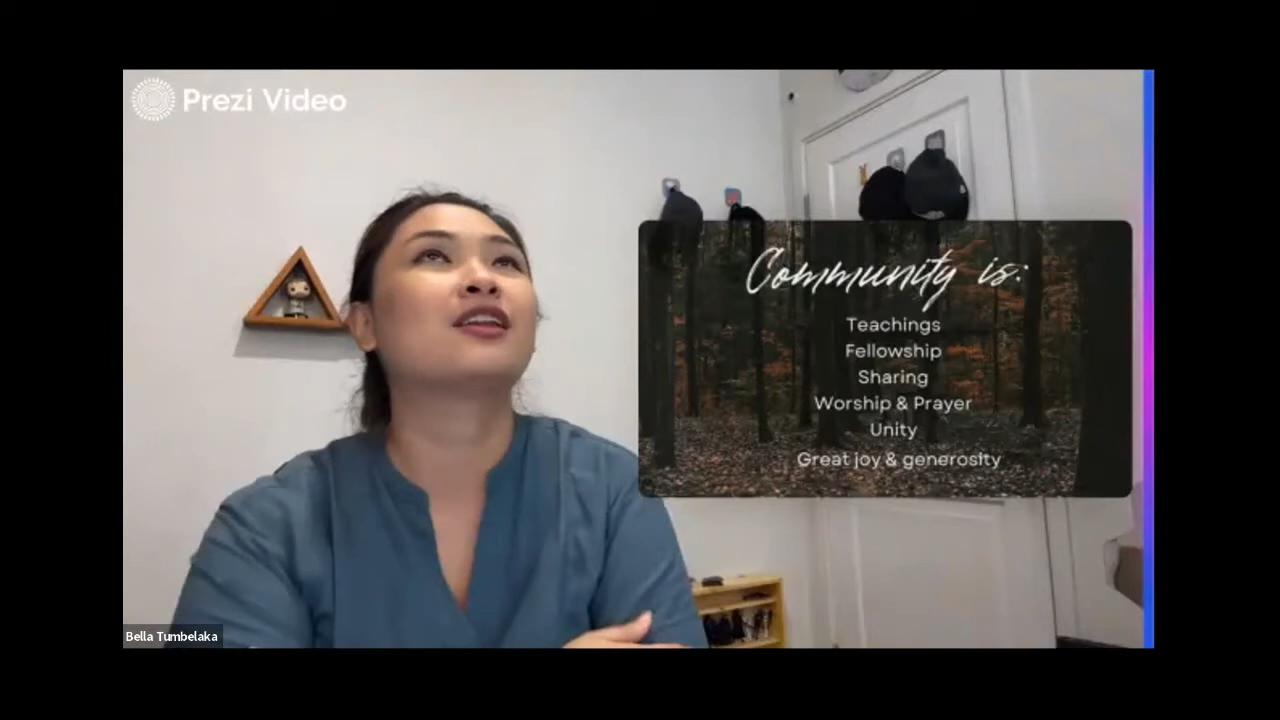 Prezi Video
Community is:
Teachings
Fellowship
Sharing
Worship & Prayer
Unity
Great joy & generosity
Bella Tumbelaka